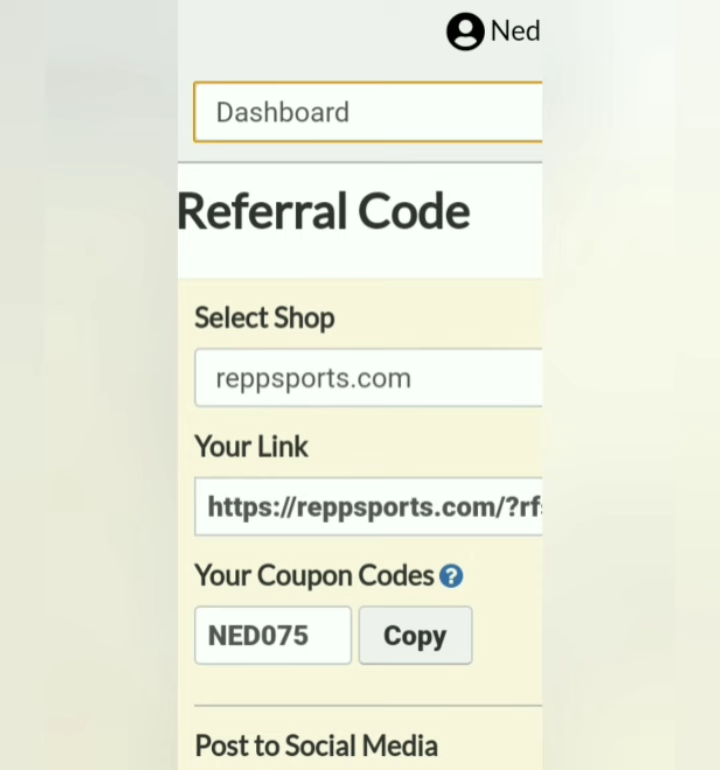 Ned
Dashboard
Referral Code
Select Shop
reppsports.com
Your Link
https://reppsports.com/?rf
Your Coupon Codes ?
NED075 Copy
Post to Social Media